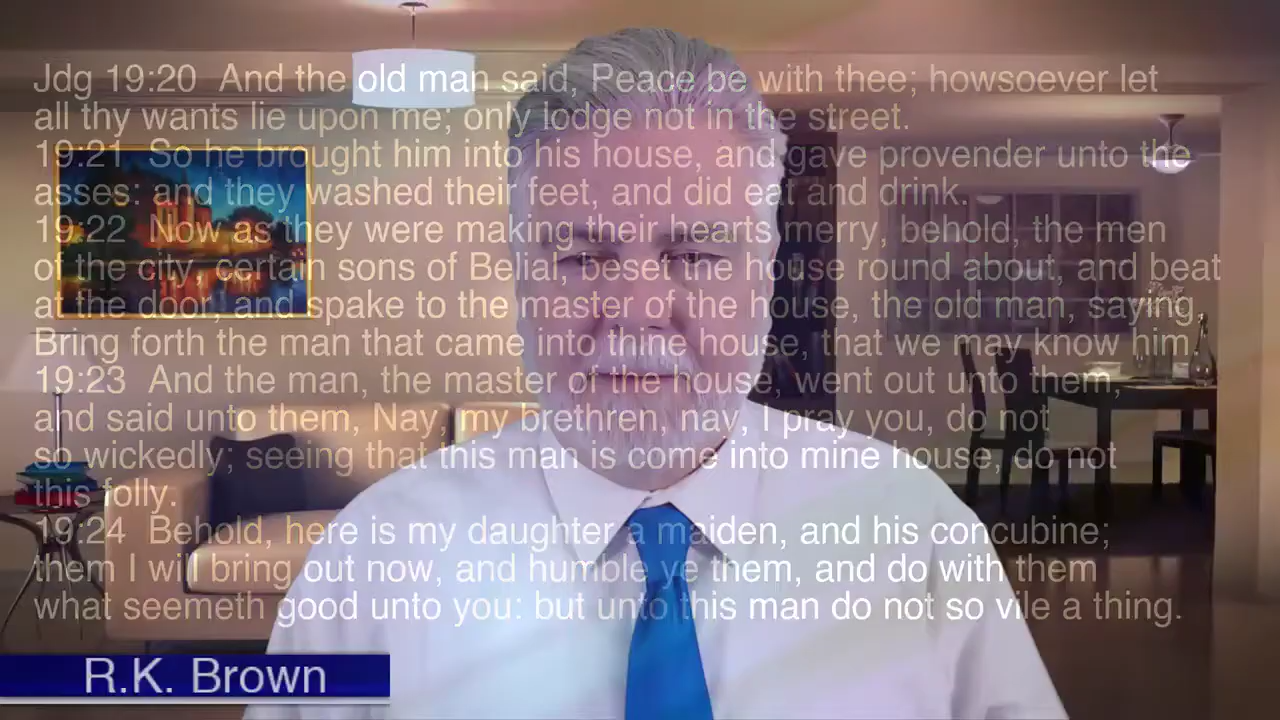 Jdg 19:20  And the old man said, Peace be with thee; howsoever let
all thy wants lie upon me; only lodge not in the street.
19:21  So he brought him into his house, and gave provender unto the
asses: and they washed their feet, and did eat and drink.
19:22  Now as they were making their hearts merry, behold, the men
of the city, certain sons of Belial, beset the house round about, and beat
at the door, and spake to the master of the house, the old man, saying,
Bring forth the man that came into thine house, that we may know him.
19:23  And the man, the master of the house, went out unto them,
and said unto them, Nay, my brethren, nay, I pray you, do not
so wickedly; seeing that this man is come into mine house, do not
this folly.
19:24  Behold, here is my daughter a maiden, and his concubine;
them I will bring out now, and humble ye them, and do with them
what seemeth good unto you: but unto this man do not so vile a thing.
R.K. Brown